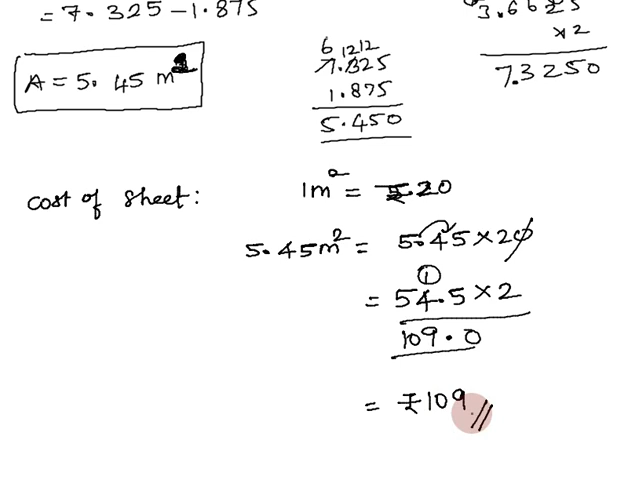 = 7.325 - 1.875
3.6625
×2
7.3250
A = 5.45 m²
6 12 12
7.325
1.875
5.450
cost of sheet:
1m² = ₹20
5.45m² = 5.45 × 20
1
= 54.5 × 2
109.0
= ₹109 //